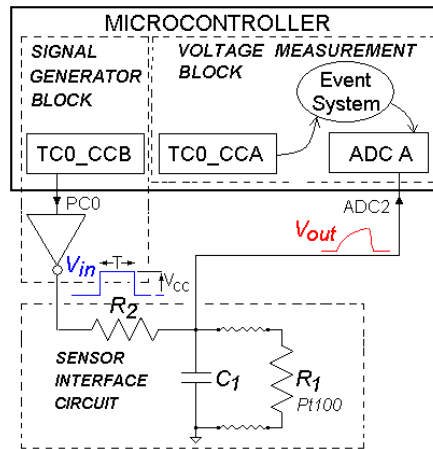 MICROCONTROLLER
SIGNAL
GENERATOR
BLOCK
VOLTAGE MEASUREMENT
BLOCK
Event
System
TC0_CCB
TC0_CCA
ADC A
PC0
ADC2
Vout
Vin
T
Vcc
R2
SENSOR
INTERFACE
CIRCUIT
C1
R1
Pt100